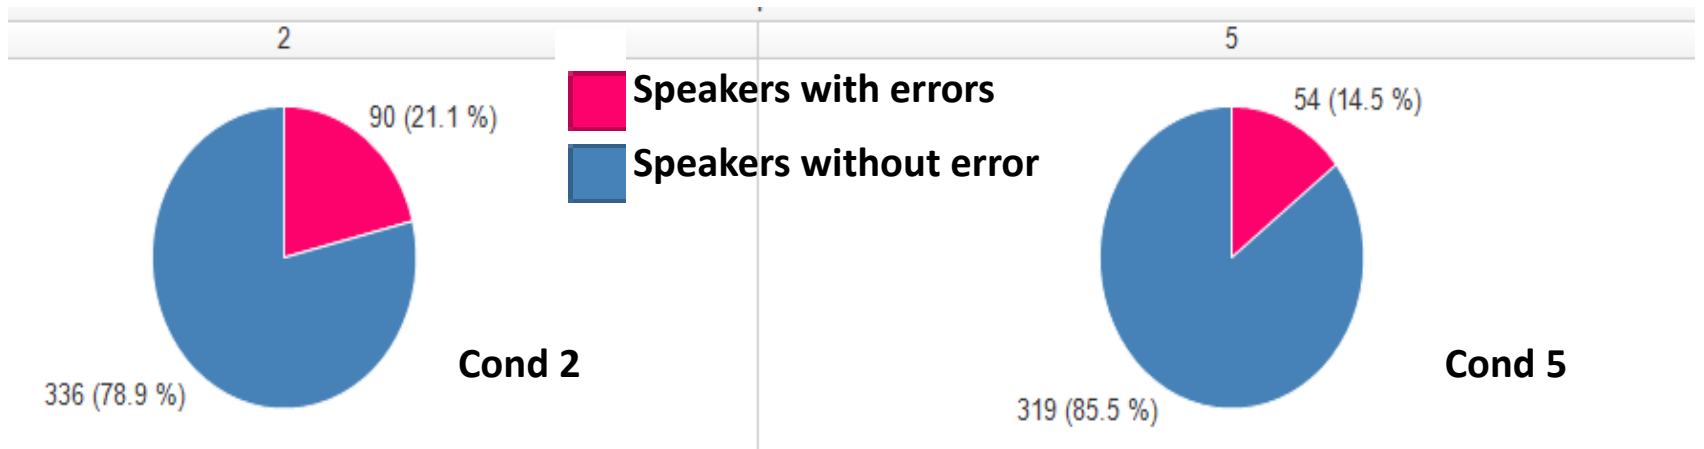 2
5
90 (21.1 %)
Speakers with errors
54 (14.5 %)
Speakers without error
Cond 2
Cond 5
336 (78.9 %)
319 (85.5 %)